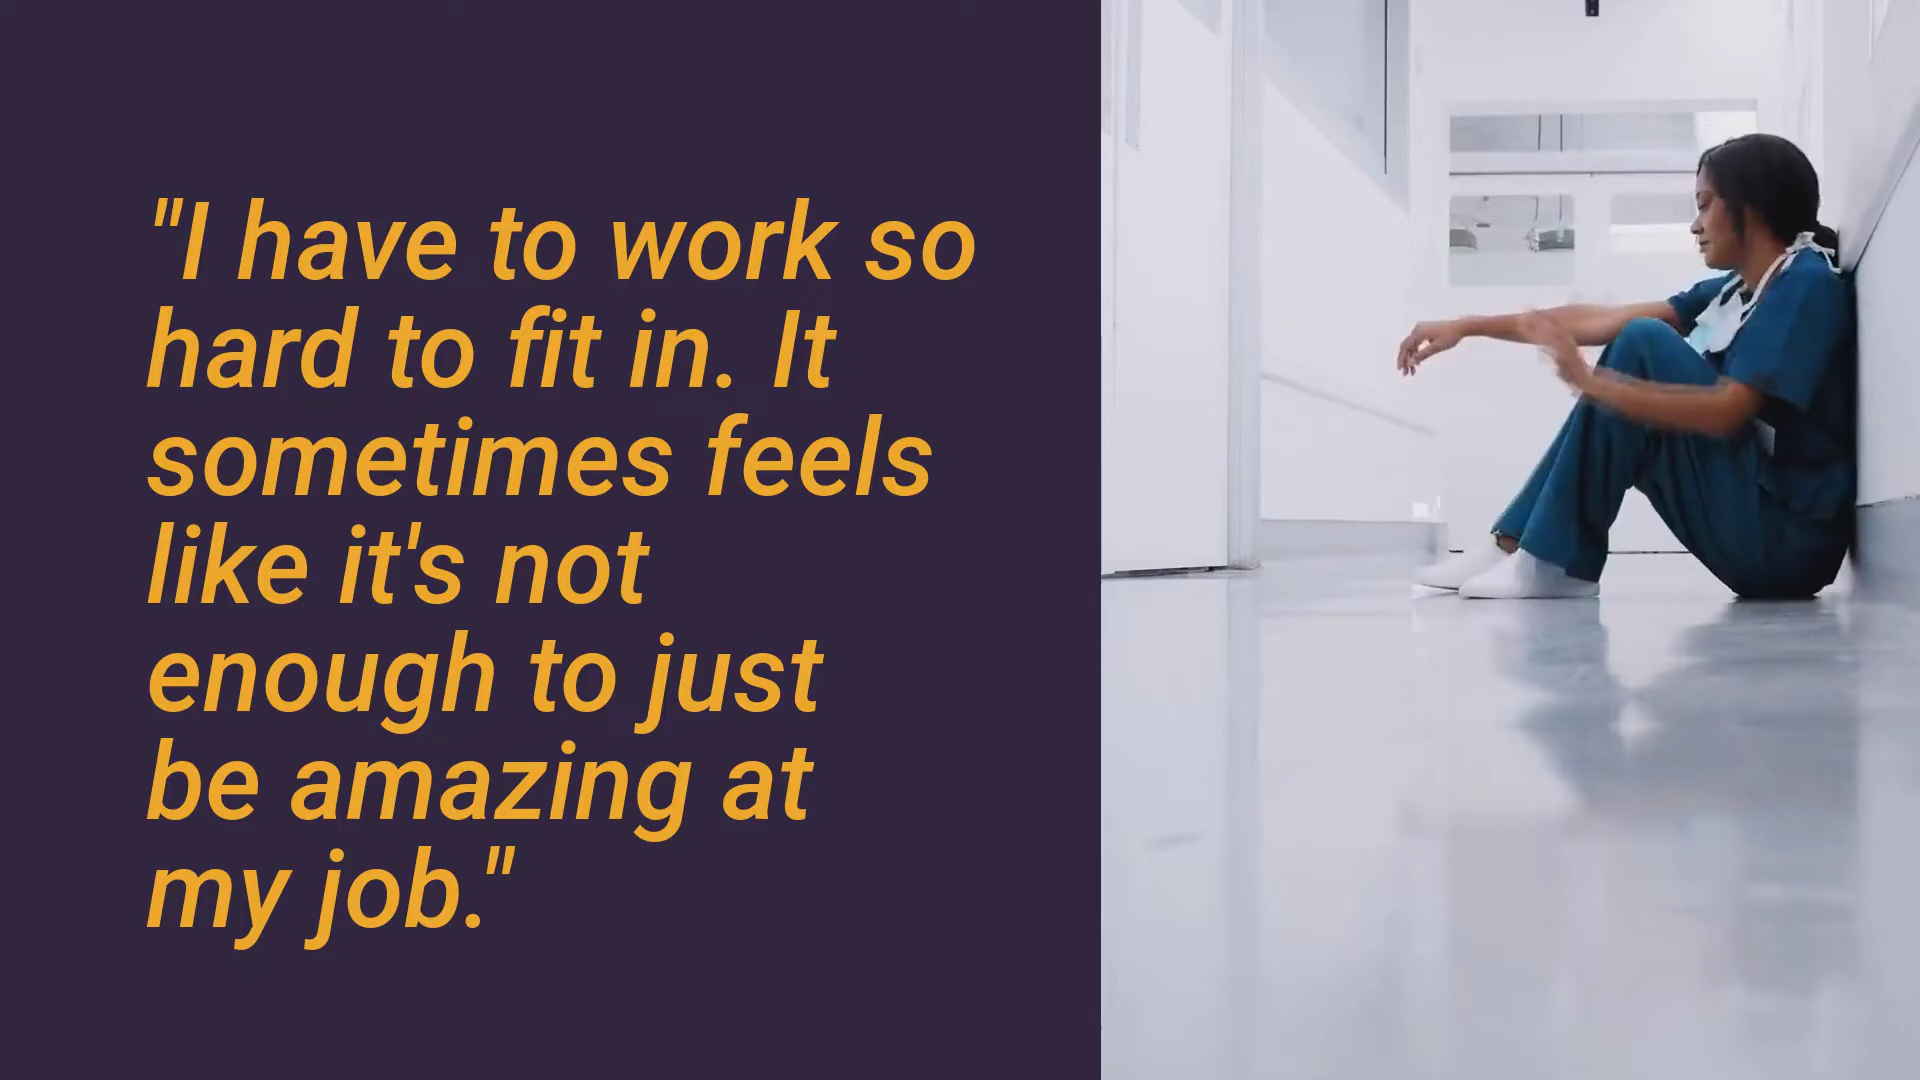 "I have to work so
hard to fit in. It
sometimes feels
like it's not
enough to just
be amazing at
my job."